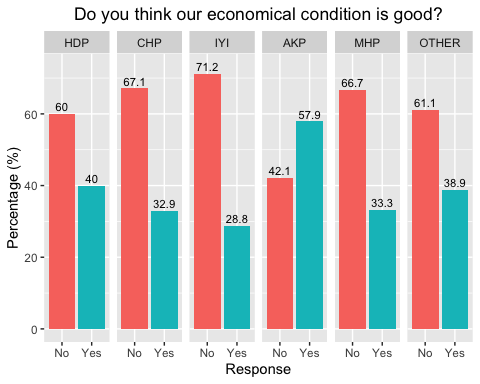 Do you think our economical condition is good?
HDP CHP IYI AKP MHP OTHER
71.2
67.1 66.7
60 61.1
57.9
42.1
40 38.9
32.9 33.3
28.8
60
40
20
0
Percentage (%)
No Yes No Yes No Yes No Yes No Yes No Yes
Response